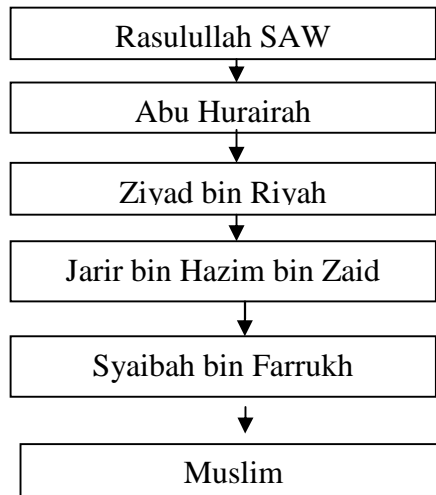 Rasulullah SAW
Abu Hurairah
Ziyad bin Riyah
Jarir bin Hazim bin Zaid
Syaibah bin Farrukh
Muslim